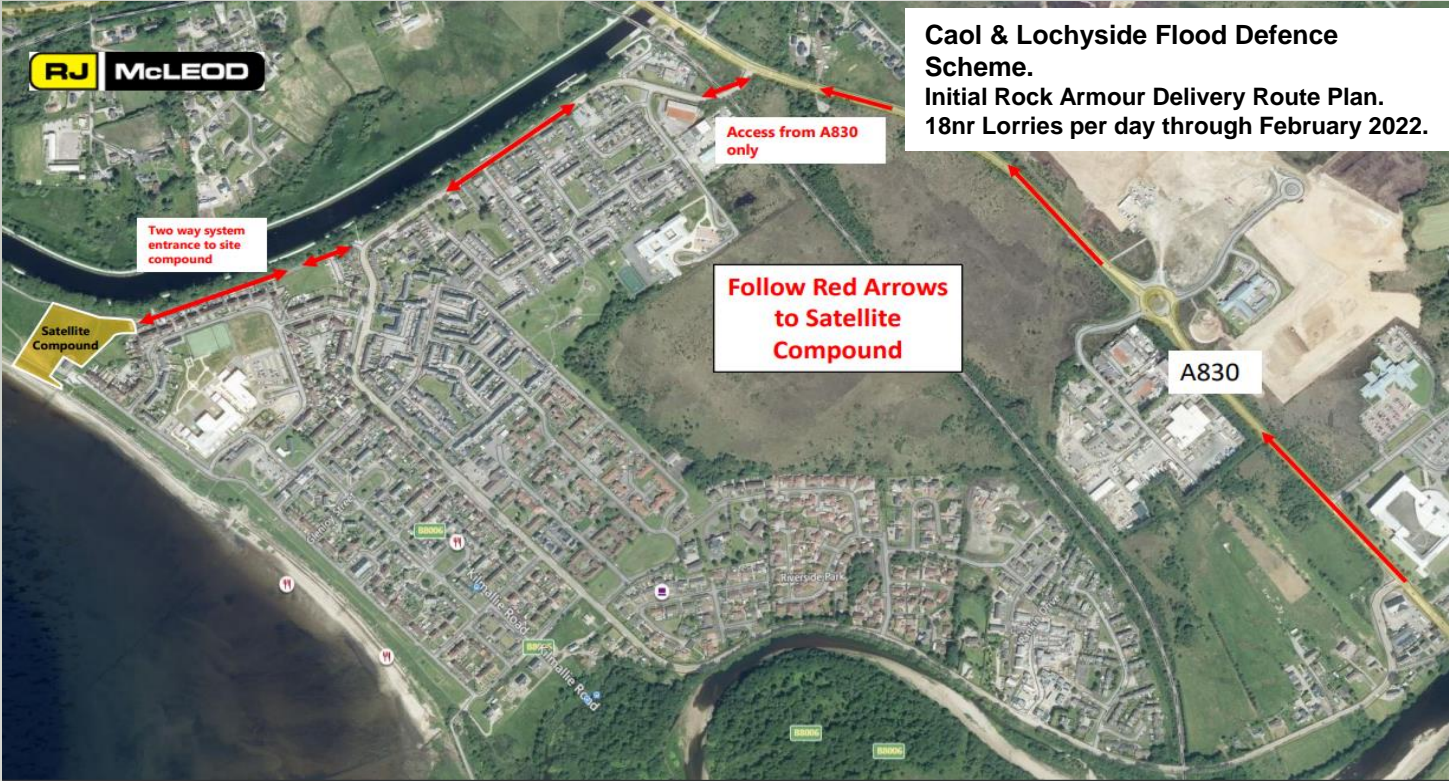 RJ McLEOD
Caol & Lochyside Flood Defence
Scheme.
Initial Rock Armour Delivery Route Plan.
18nr Lorries per day through February 2022.
Access from A830
only
Two way system
entrance to site
compound
Satellite
Compound
Follow Red Arrows
to Satellite
Compound
A830
B8006
Kilmallie Road
B8006
Kilmallie Road
Riverside Park
B8006
B8006